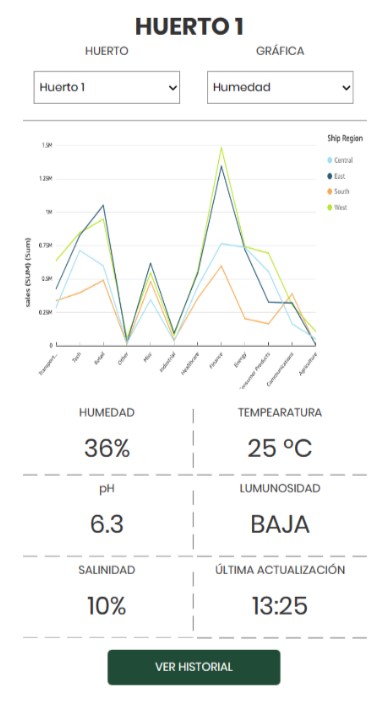 HUERTO 1
HUERTO
GRÁFICA
Huerto 1
Humedad
Ship Region
Central
East
South
West
sales (SUM) (Sum)
1.5M
1.25M
1M
0.75M
0.5M
0.25M
0
Transport...
Tech
Retail
Other
Misc
Industrial
Healthcare
Finance
Energy
Consumer Products
Communications
Agriculture
HUMEDAD
TEMPEARATURA
36%
25 ºC
pH
LUMUNOSIDAD
6.3
BAJA
SALINIDAD
ÚLTIMA ACTUALIZACIÓN
10%
13:25
VER HISTORIAL